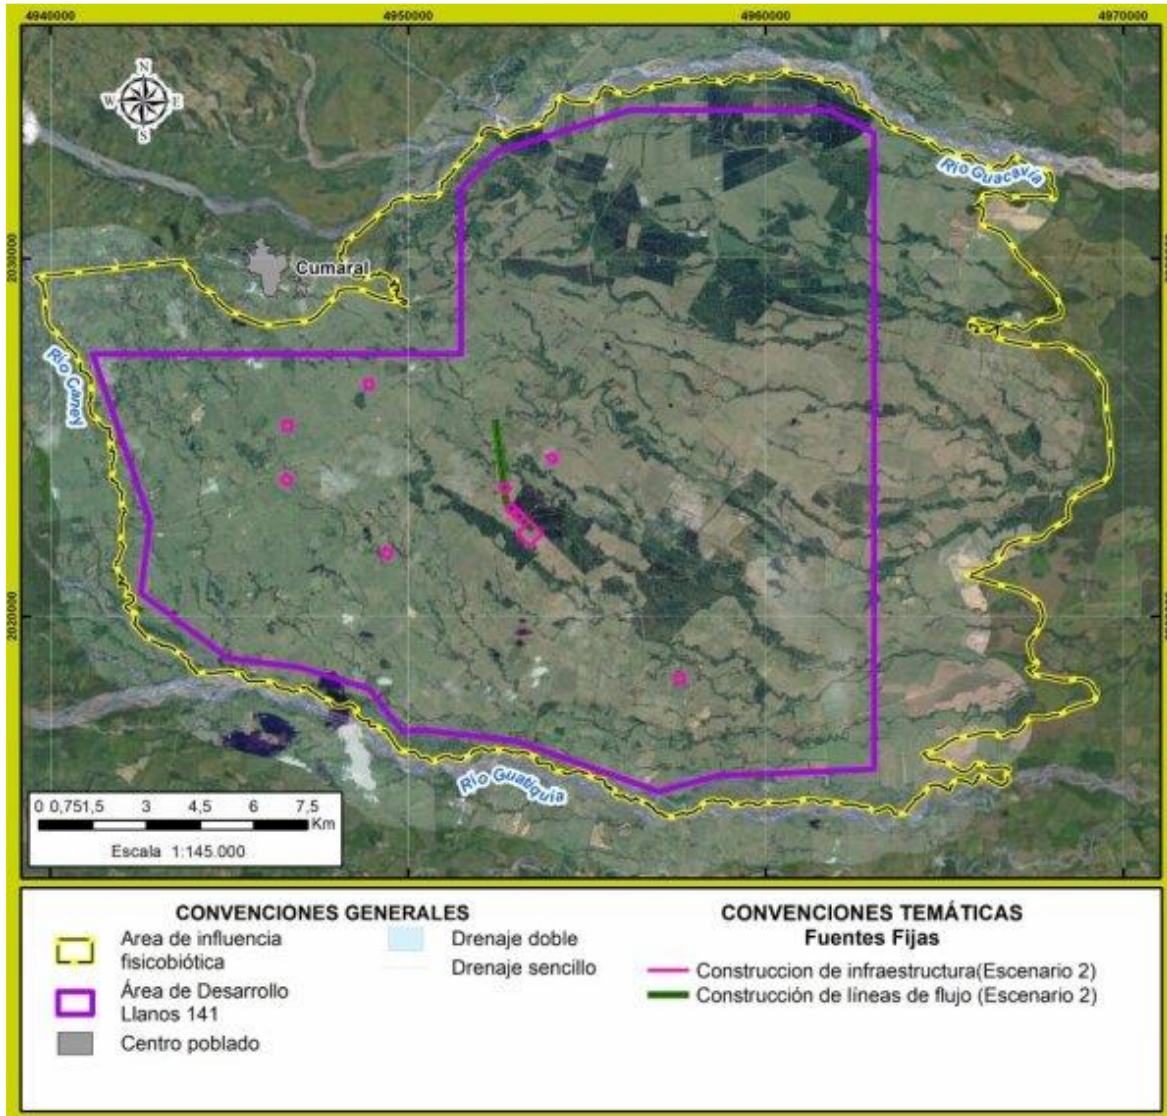 4940000
4950000
4960000
4970000
N
W
E
S
Río Guacavía
2030000
Cumaral
Río Caney
2020000
Río Guatiquía
0 0,751,5 3 4,5 6 7,5
Km
Escala 1:145.000
CONVENCIONES GENERALES
Area de influencia
fisicobiótica
Área de Desarrollo
Llanos 141
Centro poblado
Drenaje doble
Drenaje sencillo
CONVENCIONES TEMÁTICAS
Fuentes Fijas
Construccion de infraestructura(Escenario 2)
Construcción de líneas de flujo (Escenario 2)